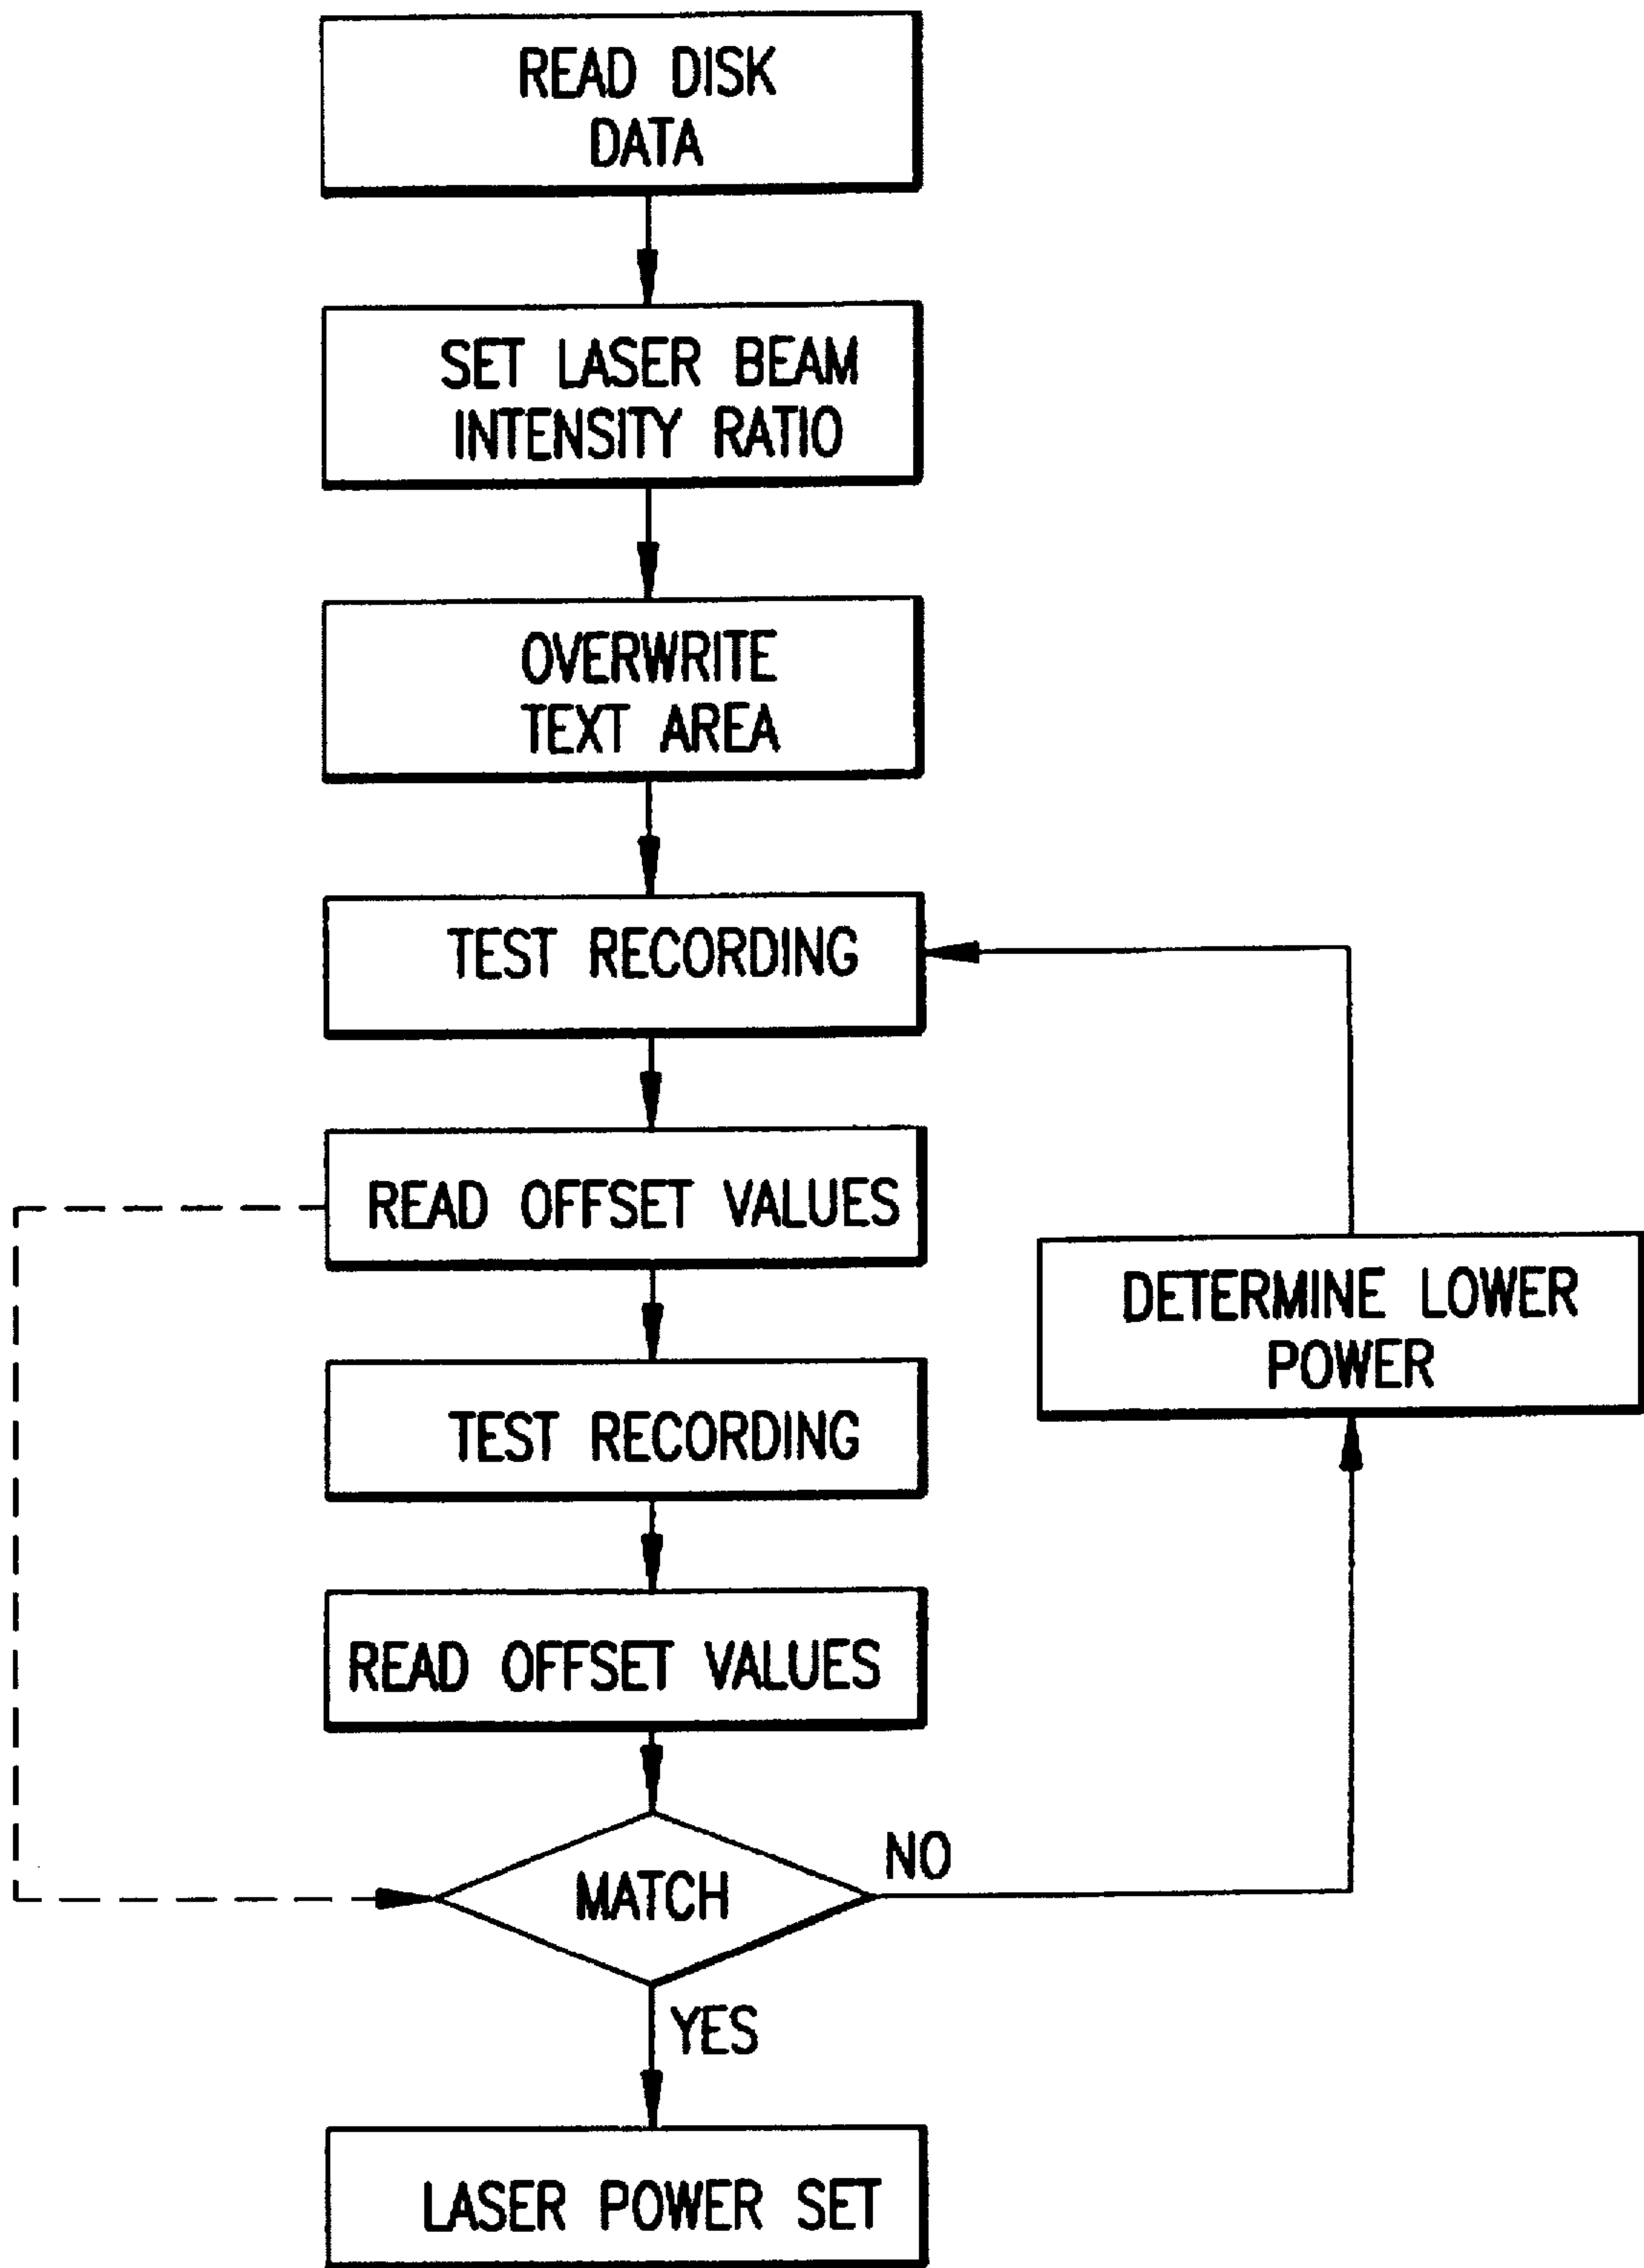 READ DISK
DATA
SET LASER BEAM
INTENSITY RATIO
OVERWRITE
TEXT AREA
TEST RECORDING
READ OFFSET VALUES
DETERMINE LOWER
POWER
TEST RECORDING
READ OFFSET VALUES
NO
MATCH
YES
LASER POWER SET